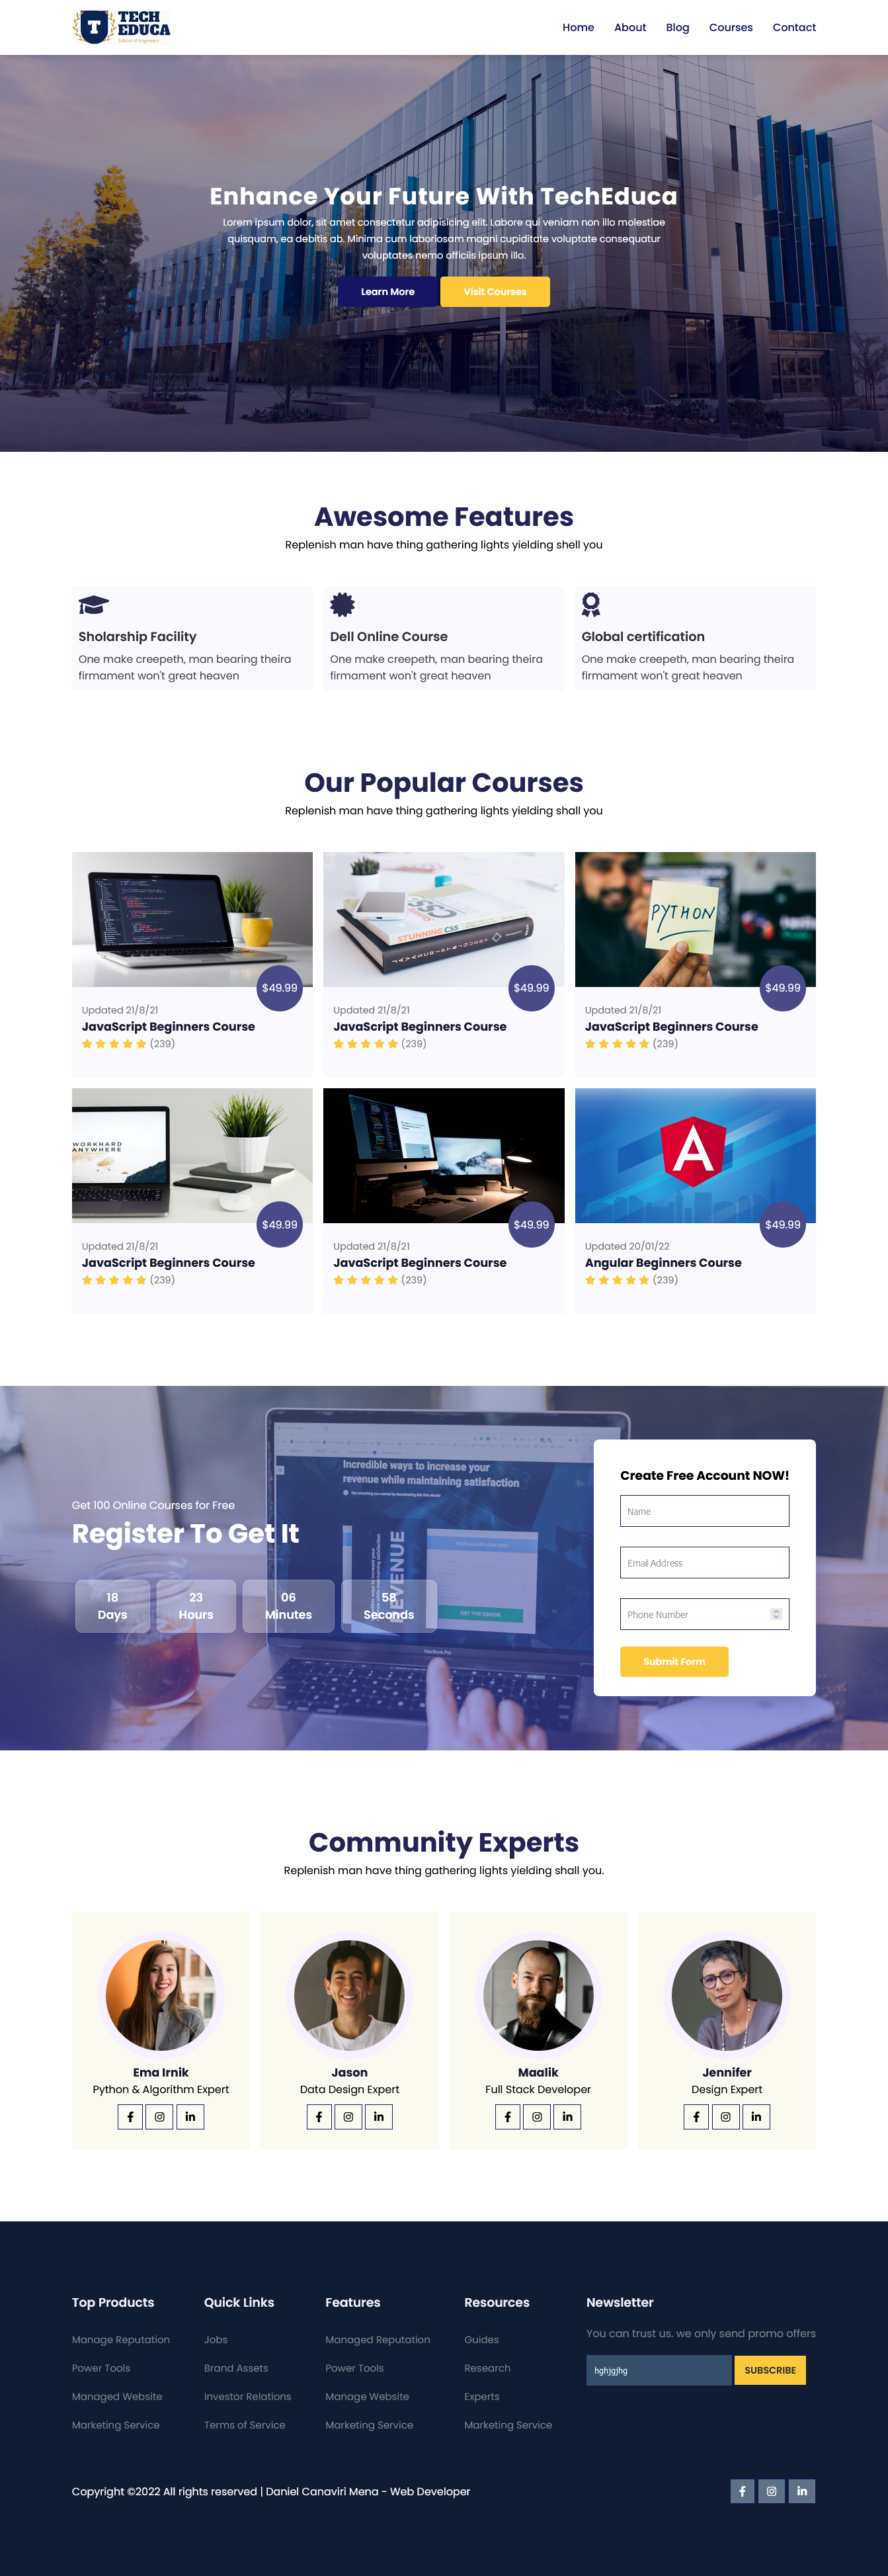 TECH
EDUCA
School of Engineers
Home About Blog Courses Contact
Enhance Your Future With TechEduca
Lorem ipsum dolor, sit amet consectetur adipisicing elit. Labore qui veniam non illo molestiae
quisquam, ea debitis ab. Minima cum laboriosam magni cupiditate voluptate consequatur
voluptates nemo officiis ipsum illo.
Learn More Visit Courses
Awesome Features
Replenish man have thing gathering lights yielding shell you
Sholarship Facility
One make creepeth, man bearing theira
firmament won't great heaven
Dell Online Course
One make creepeth, man bearing theira
firmament won't great heaven
Global certification
One make creepeth, man bearing theira
firmament won't great heaven
Our Popular Courses
Replenish man have thing gathering lights yielding shall you
$49.99
Updated 21/8/21
JavaScript Beginners Course
(239)
STUNNING CSS
JAVASCRIPT & JQUERY
$49.99
Updated 21/8/21
JavaScript Beginners Course
(239)
PYTHON
$49.99
Updated 21/8/21
JavaScript Beginners Course
(239)
WORKHARD
ANYWHERE
$49.99
Updated 21/8/21
JavaScript Beginners Course
(239)
$49.99
Updated 21/8/21
JavaScript Beginners Course
(239)
A
$49.99
Updated 20/01/22
Angular Beginners Course
(239)
Incredible ways to increase your
revenue while maintaining satisfaction
REVENUE
GET THE EBOOK
MacBook Pro
Get 100 Online Courses for Free
Register To Get It
18
Days
23
Hours
06
Minutes
58
Seconds
Create Free Account NOW!
Name
Email Address
Phone Number
Submit Form
Community Experts
Replenish man have thing gathering lights yielding shall you.
Ema Irnik
Python & Algorithm Expert
Jason
Data Design Expert
Maalik
Full Stack Developer
Jennifer
Design Expert
Top Products
Manage Reputation
Power Tools
Managed Website
Marketing Service
Quick Links
Jobs
Brand Assets
Investor Relations
Terms of Service
Features
Managed Reputation
Power Tools
Manage Website
Marketing Service
Resources
Guides
Research
Experts
Marketing Service
Newsletter
You can trust us. we only send promo offers
hghjgjhg SUBSCRIBE
Copyright ©2022 All rights reserved | Daniel Canaviri Mena - Web Developer